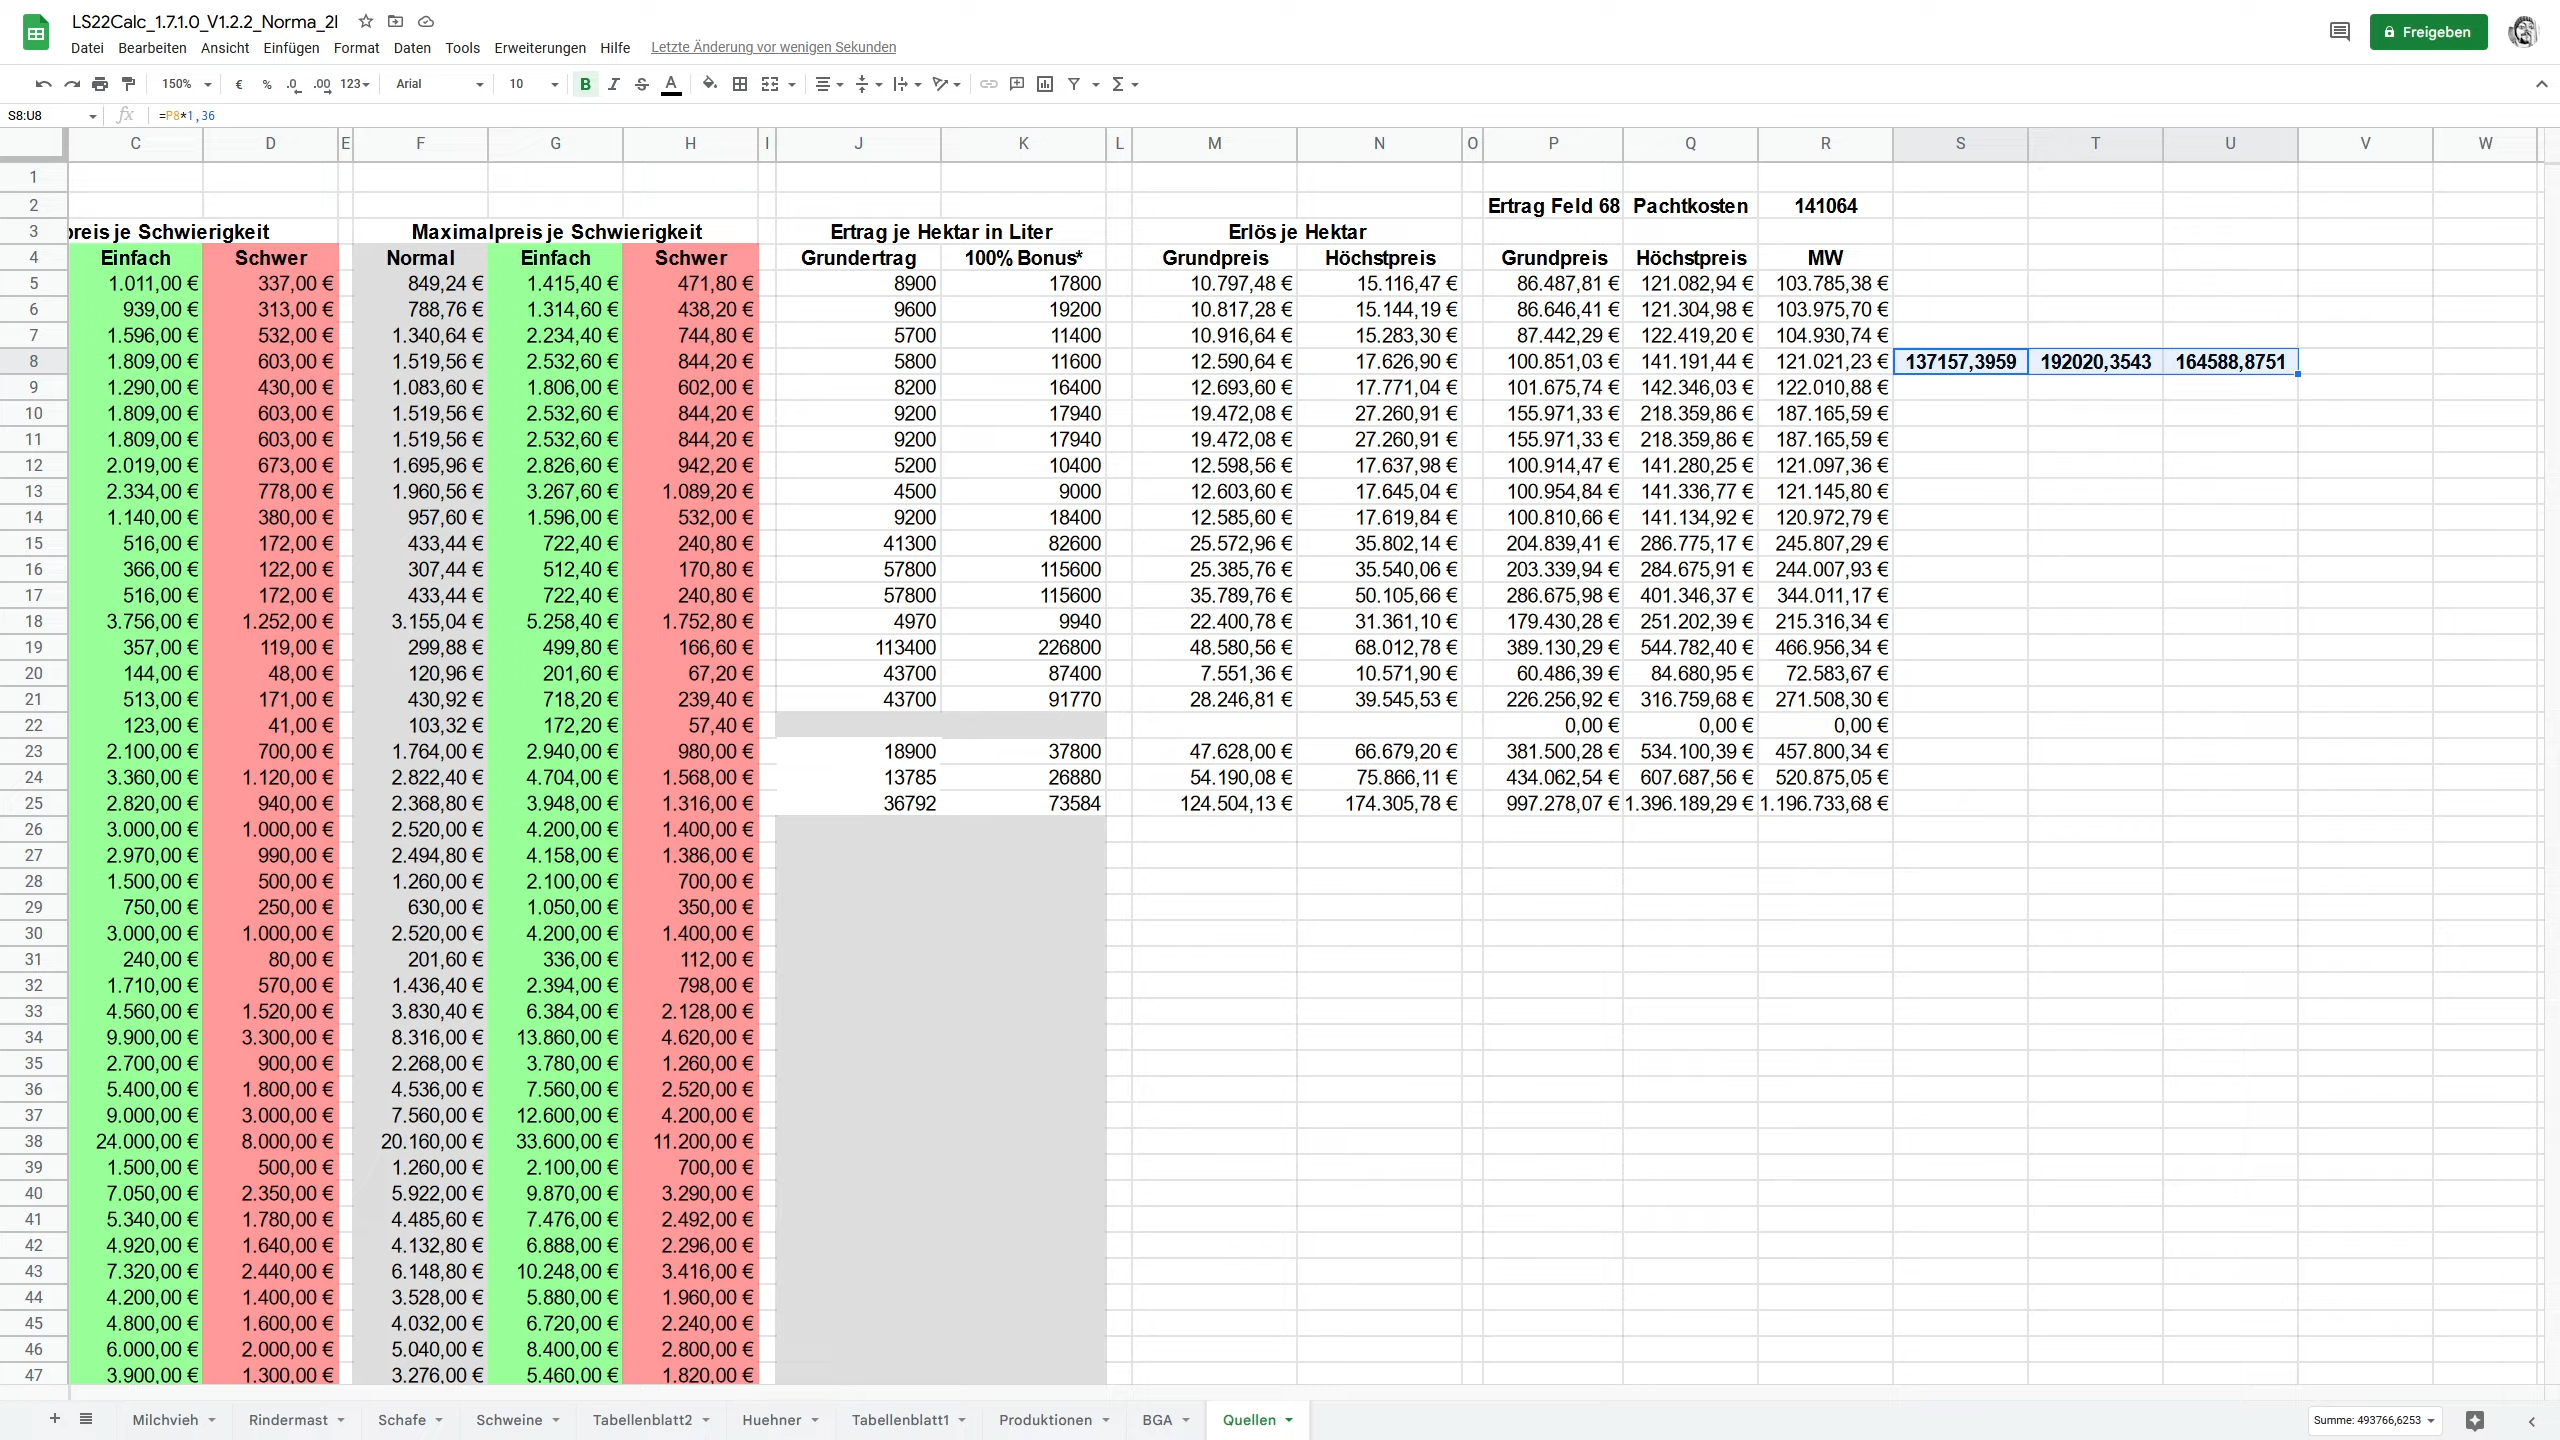 LS22Calc_1.7.1.0_V1.2.2_Norma_2l
Datei Bearbeiten Ansicht Einfügen Format Daten Tools Erweiterungen Hilfe Letzte Änderung vor wenigen Sekunden
Freigeben
150% € % .0 .00 123 Arial 10 B I S A Σ
S8:U8 fx =P8*1,36
C D E F G H I J K L M N O P Q R S T U V W
1
2 Ertrag Feld 68 Pachtkosten 141064
3 preis je Schwierigkeit Maximalpreis je Schwierigkeit Ertrag je Hektar in Liter Erlös je Hektar
4 Einfach Schwer Normal Einfach Schwer Grundertrag 100% Bonus* Grundpreis Höchstpreis Grundpreis Höchstpreis MW
5 1.011,00 € 337,00 € 849,24 € 1.415,40 € 471,80 € 8900 17800 10.797,48 € 15.116,47 € 86.487,81 € 121.082,94 € 103.785,38 €
6 939,00 € 313,00 € 788,76 € 1.314,60 € 438,20 € 9600 19200 10.817,28 € 15.144,19 € 86.646,41 € 121.304,98 € 103.975,70 €
7 1.596,00 € 532,00 € 1.340,64 € 2.234,40 € 744,80 € 5700 11400 10.916,64 € 15.283,30 € 87.442,29 € 122.419,20 € 104.930,74 €
8 1.809,00 € 603,00 € 1.519,56 € 2.532,60 € 844,20 € 5800 11600 12.590,64 € 17.626,90 € 100.851,03 € 141.191,44 € 121.021,23 € 137157,3959 192020,3543 164588,8751
9 1.290,00 € 430,00 € 1.083,60 € 1.806,00 € 602,00 € 8200 16400 12.693,60 € 17.771,04 € 101.675,74 € 142.346,03 € 122.010,88 €
10 1.809,00 € 603,00 € 1.519,56 € 2.532,60 € 844,20 € 9200 17940 19.472,08 € 27.260,91 € 155.971,33 € 218.359,86 € 187.165,59 €
11 1.809,00 € 603,00 € 1.519,56 € 2.532,60 € 844,20 € 9200 17940 19.472,08 € 27.260,91 € 155.971,33 € 218.359,86 € 187.165,59 €
12 2.019,00 € 673,00 € 1.695,96 € 2.826,60 € 942,20 € 5200 10400 12.598,56 € 17.637,98 € 100.914,47 € 141.280,25 € 121.097,36 €
13 2.334,00 € 778,00 € 1.960,56 € 3.267,60 € 1.089,20 € 4500 9000 12.603,60 € 17.645,04 € 100.954,84 € 141.336,77 € 121.145,80 €
14 1.140,00 € 380,00 € 957,60 € 1.596,00 € 532,00 € 9200 18400 12.585,60 € 17.619,84 € 100.810,66 € 141.134,92 € 120.972,79 €
15 516,00 € 172,00 € 433,44 € 722,40 € 240,80 € 41300 82600 25.572,96 € 35.802,14 € 204.839,41 € 286.775,17 € 245.807,29 €
16 366,00 € 122,00 € 307,44 € 512,40 € 170,80 € 57800 115600 25.385,76 € 35.540,06 € 203.339,94 € 284.675,91 € 244.007,93 €
17 516,00 € 172,00 € 433,44 € 722,40 € 240,80 € 57800 115600 35.789,76 € 50.105,66 € 286.675,98 € 401.346,37 € 344.011,17 €
18 3.756,00 € 1.252,00 € 3.155,04 € 5.258,40 € 1.752,80 € 4970 9940 22.400,78 € 31.361,10 € 179.430,28 € 251.202,39 € 215.316,34 €
19 357,00 € 119,00 € 299,88 € 499,80 € 166,60 € 113400 226800 48.580,56 € 68.012,78 € 389.130,29 € 544.782,40 € 466.956,34 €
20 144,00 € 48,00 € 120,96 € 201,60 € 67,20 € 43700 87400 7.551,36 € 10.571,90 € 60.486,39 € 84.680,95 € 72.583,67 €
21 513,00 € 171,00 € 430,92 € 718,20 € 239,40 € 43700 91770 28.246,81 € 39.545,53 € 226.256,92 € 316.759,68 € 271.508,30 €
22 123,00 € 41,00 € 103,32 € 172,20 € 57,40 € 0,00 € 0,00 € 0,00 €
23 2.100,00 € 700,00 € 1.764,00 € 2.940,00 € 980,00 € 18900 37800 47.628,00 € 66.679,20 € 381.500,28 € 534.100,39 € 457.800,34 €
24 3.360,00 € 1.120,00 € 2.822,40 € 4.704,00 € 1.568,00 € 13785 26880 54.190,08 € 75.866,11 € 434.062,54 € 607.687,56 € 520.875,05 €
25 2.820,00 € 940,00 € 2.368,80 € 3.948,00 € 1.316,00 € 36792 73584 124.504,13 € 174.305,78 € 997.278,07 € 1.396.189,29 € 1.196.733,68 €
26 3.000,00 € 1.000,00 € 2.520,00 € 4.200,00 € 1.400,00 €
27 2.970,00 € 990,00 € 2.494,80 € 4.158,00 € 1.386,00 €
28 1.500,00 € 500,00 € 1.260,00 € 2.100,00 € 700,00 €
29 750,00 € 250,00 € 630,00 € 1.050,00 € 350,00 €
30 3.000,00 € 1.000,00 € 2.520,00 € 4.200,00 € 1.400,00 €
31 240,00 € 80,00 € 201,60 € 336,00 € 112,00 €
32 1.710,00 € 570,00 € 1.436,40 € 2.394,00 € 798,00 €
33 4.560,00 € 1.520,00 € 3.830,40 € 6.384,00 € 2.128,00 €
34 9.900,00 € 3.300,00 € 8.316,00 € 13.860,00 € 4.620,00 €
35 2.700,00 € 900,00 € 2.268,00 € 3.780,00 € 1.260,00 €
36 5.400,00 € 1.800,00 € 4.536,00 € 7.560,00 € 2.520,00 €
37 9.000,00 € 3.000,00 € 7.560,00 € 12.600,00 € 4.200,00 €
38 24.000,00 € 8.000,00 € 20.160,00 € 33.600,00 € 11.200,00 €
39 1.500,00 € 500,00 € 1.260,00 € 2.100,00 € 700,00 €
40 7.050,00 € 2.350,00 € 5.922,00 € 9.870,00 € 3.290,00 €
41 5.340,00 € 1.780,00 € 4.485,60 € 7.476,00 € 2.492,00 €
42 4.920,00 € 1.640,00 € 4.132,80 € 6.888,00 € 2.296,00 €
43 7.320,00 € 2.440,00 € 6.148,80 € 10.248,00 € 3.416,00 €
44 4.200,00 € 1.400,00 € 3.528,00 € 5.880,00 € 1.960,00 €
45 4.800,00 € 1.600,00 € 4.032,00 € 6.720,00 € 2.240,00 €
46 6.000,00 € 2.000,00 € 5.040,00 € 8.400,00 € 2.800,00 €
47 3.900,00 € 1.300,00 € 3.276,00 € 5.460,00 € 1.820,00 €
Milchvieh Rindermast Schafe Schweine Tabellenblatt2 Huehner Tabellenblatt1 Produktionen BGA Quellen Summe: 493766,6253